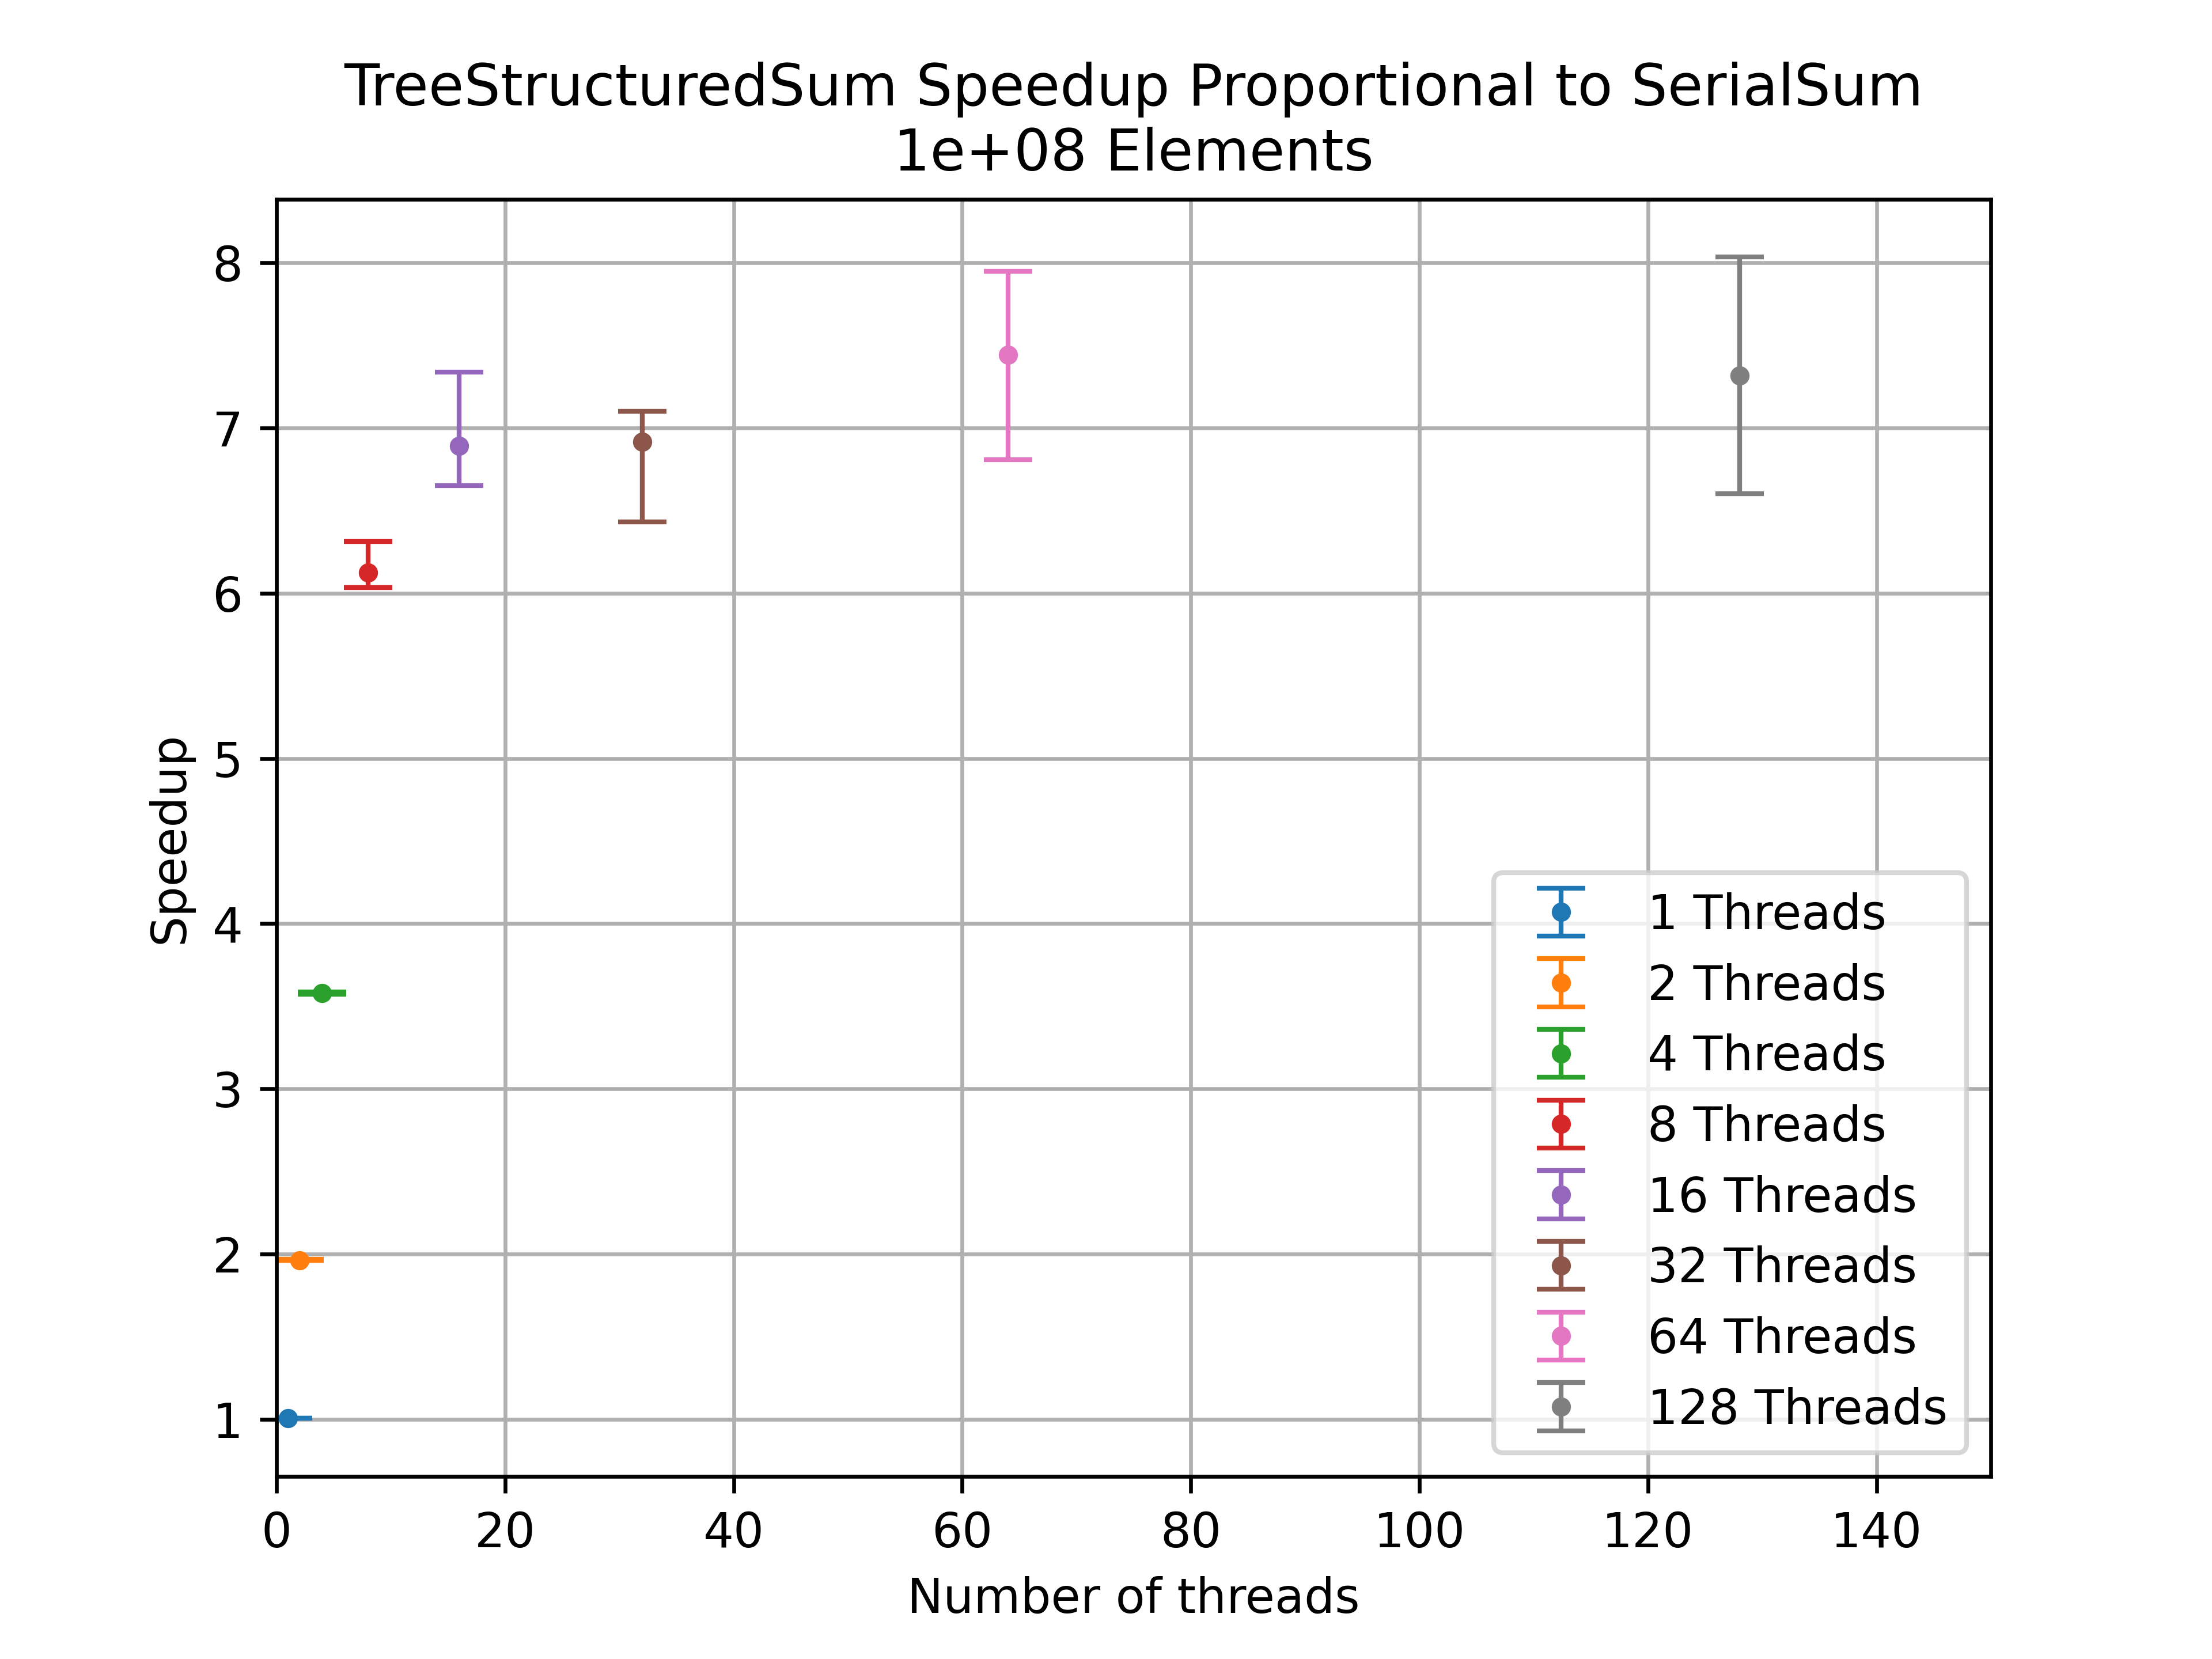 TreeStructuredSum Speedup Proportional to SerialSum
1e+08 Elements
Speedup
8
7
6
5
4
3
2
1
1 Threads
2 Threads
4 Threads
8 Threads
16 Threads
32 Threads
64 Threads
128 Threads
0 20 40 60 80 100 120 140
Number of threads